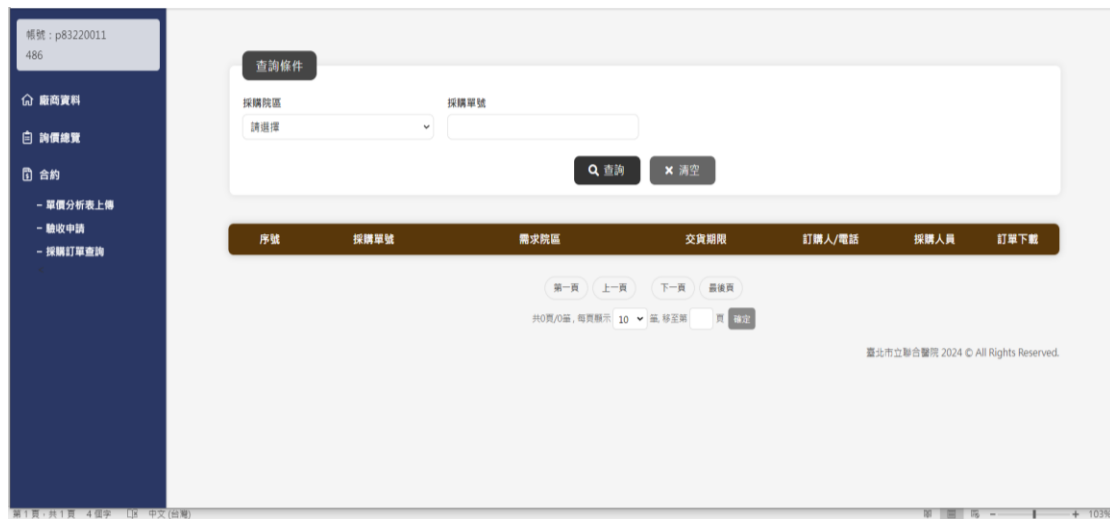 帳號：p83220011
486
廠商資料
詢價總覽
合約
– 單價分析表上傳
– 驗收申請
– 採購訂單查詢
查詢條件
採購院區
採購單號
請選擇
查詢
清空
序號 採購單號 需求院區 交貨期限 訂購人/電話 採購人員 訂單下載
第一頁 上一頁 下一頁 最後頁
共0頁/0筆, 每頁顯示 10 筆, 移至第 頁 確定
臺北市立聯合醫院 2024 © All Rights Reserved.
第 1 頁，共 1 頁 4 個字 中文 (台灣) 103%